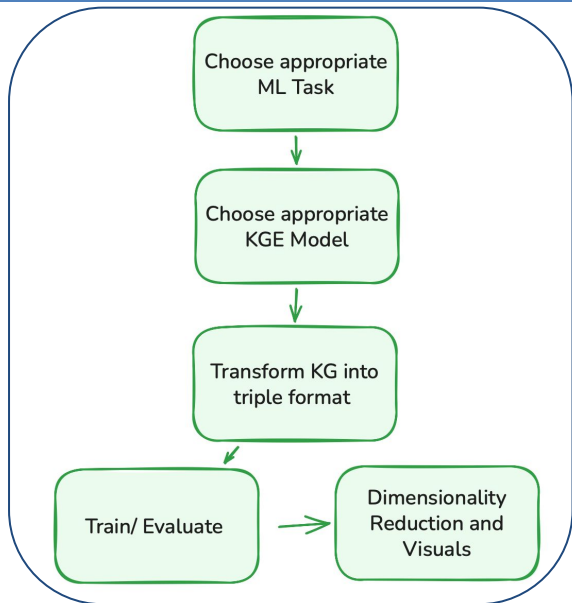 Choose appropriate
ML Task
Choose appropriate
KGE Model
Transform KG into
triple format
Train/ Evaluate
Dimensionality
Reduction and
Visuals